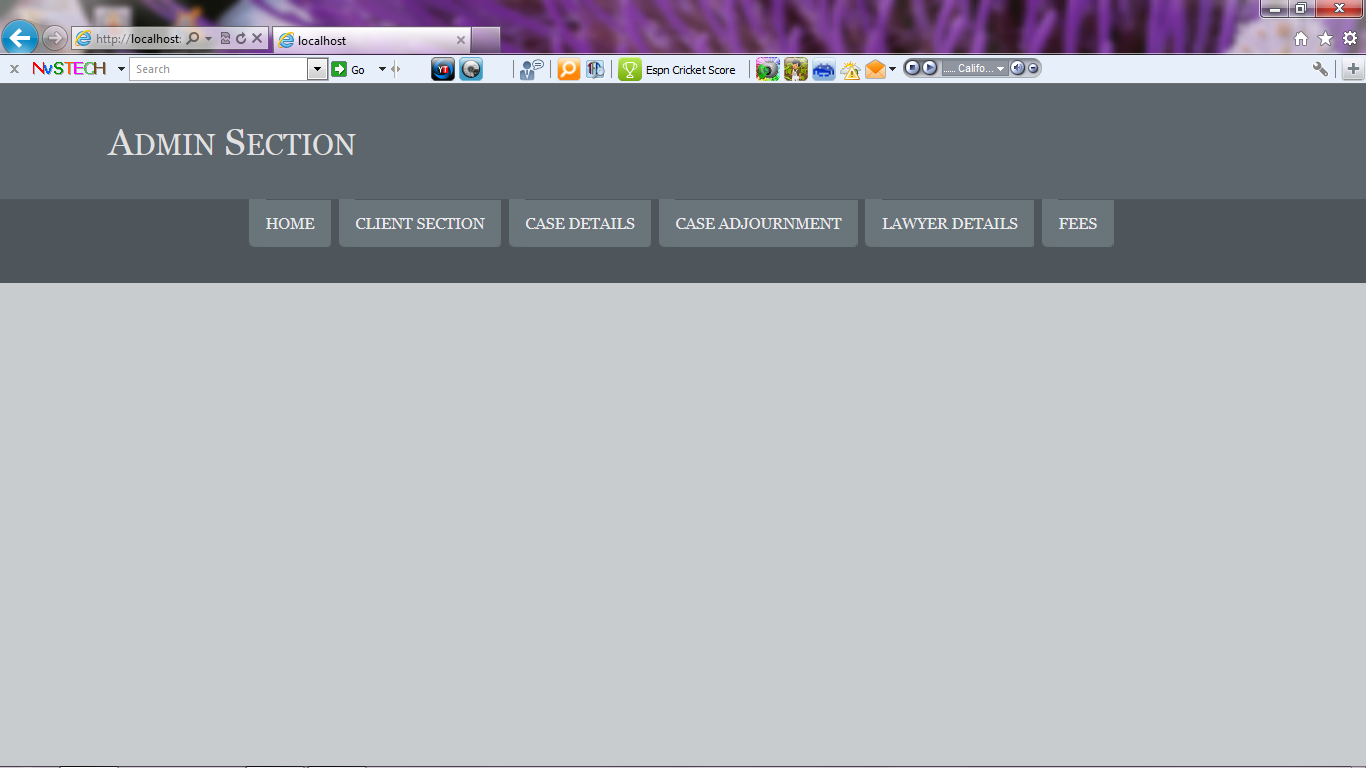 http://localhost:
localhost
NvSTECH Search Go YT Espn Cricket Score ...... Califo...
Admin Section
HOME CLIENT SECTION CASE DETAILS CASE ADJOURNMENT LAWYER DETAILS FEES